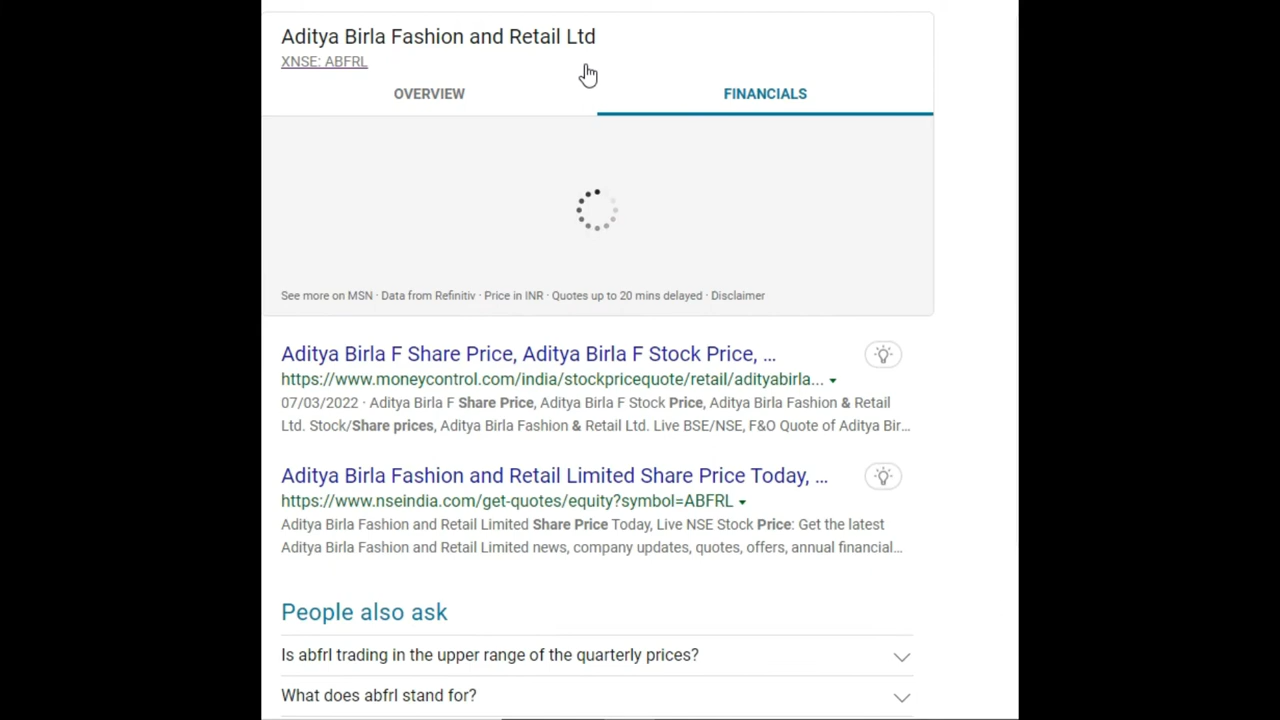 Aditya Birla Fashion and Retail Ltd
XNSE: ABFRL
OVERVIEW
FINANCIALS
See more on MSN · Data from Refinitiv · Price in INR · Quotes up to 20 mins delayed · Disclaimer
Aditya Birla F Share Price, Aditya Birla F Stock Price, ...
https://www.moneycontrol.com/india/stockpricequote/retail/adityabirla...
07/03/2022 · Aditya Birla F Share Price, Aditya Birla F Stock Price, Aditya Birla Fashion & Retail
Ltd. Stock/Share prices, Aditya Birla Fashion & Retail Ltd. Live BSE/NSE, F&O Quote of Aditya Bir...
Aditya Birla Fashion and Retail Limited Share Price Today, ...
https://www.nseindia.com/get-quotes/equity?symbol=ABFRL
Aditya Birla Fashion and Retail Limited Share Price Today, Live NSE Stock Price: Get the latest
Aditya Birla Fashion and Retail Limited news, company updates, quotes, offers, annual financial...
People also ask
Is abfrl trading in the upper range of the quarterly prices?
What does abfrl stand for?